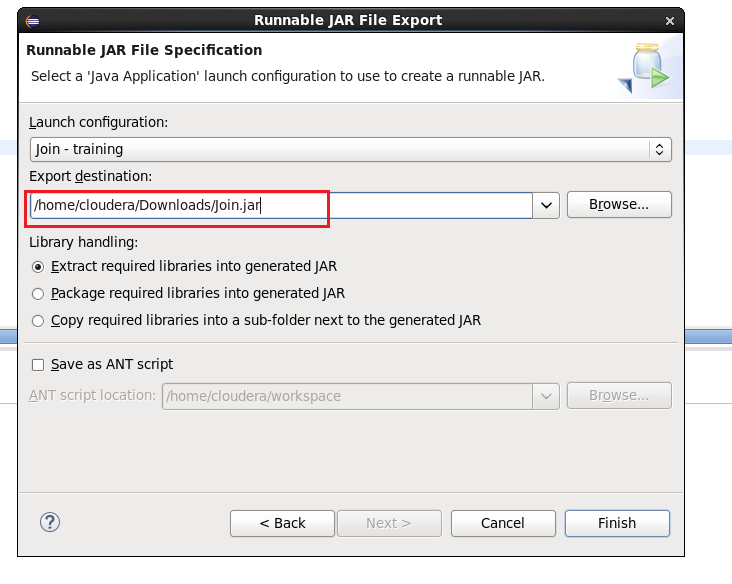 Runnable JAR File Export
Runnable JAR File Specification
Select a 'Java Application' launch configuration to use to create a runnable JAR.
Launch configuration:
Join - training
Export destination:
/home/cloudera/Downloads/Join.jar
Browse...
Library handling:
Extract required libraries into generated JAR
Package required libraries into generated JAR
Copy required libraries into a sub-folder next to the generated JAR
Save as ANT script
ANT script location: /home/cloudera/workspace Browse...
? < Back Next > Cancel Finish